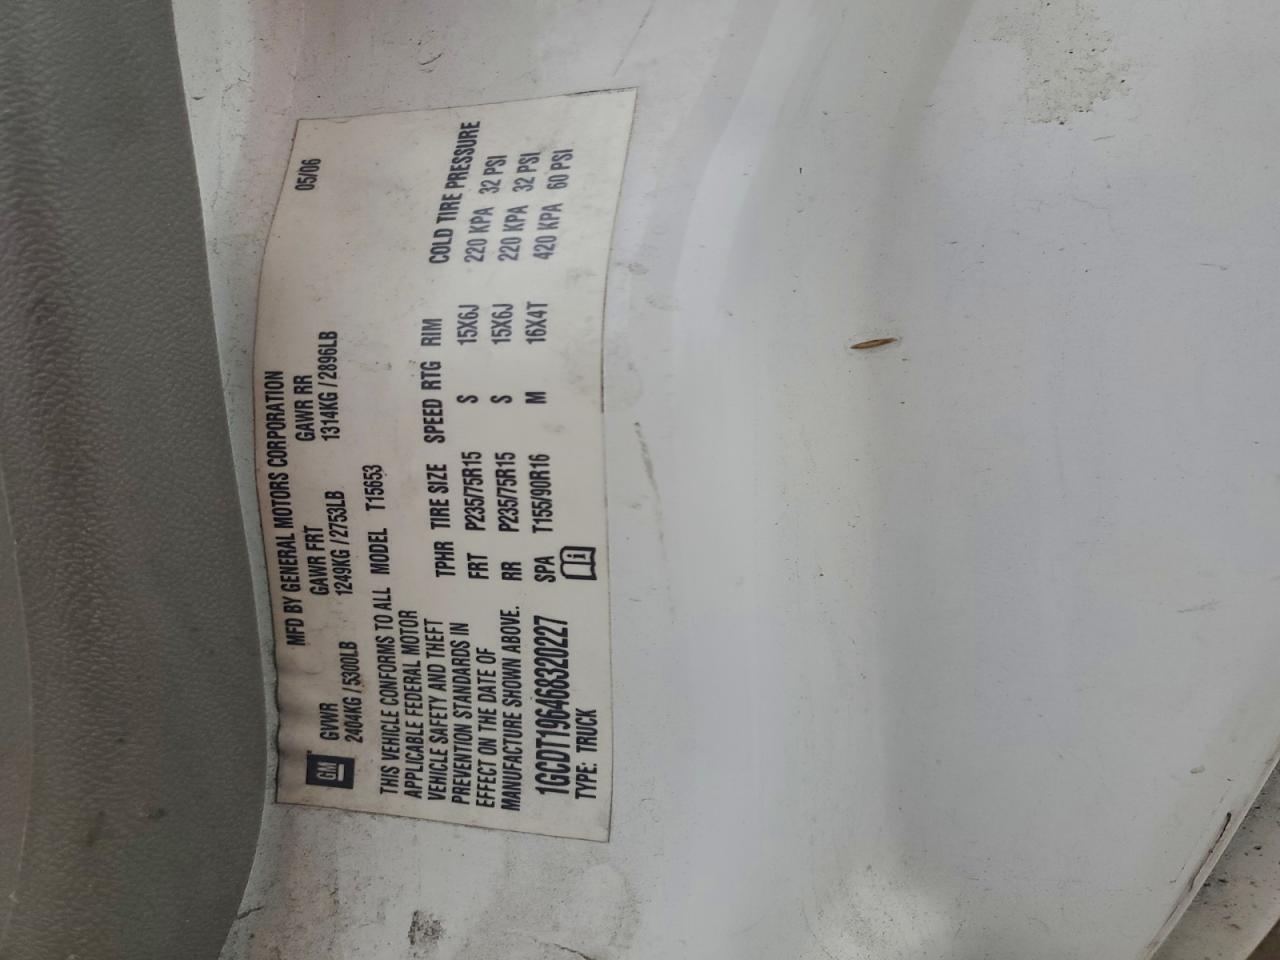 MFD BY GENERAL MOTORS CORPORATION 05/06
GM GVWR GAWR FRT GAWR RR
2404KG / 5300LB 1249KG / 2753LB 1314KG / 2896LB
THIS VEHICLE CONFORMS TO ALL MODEL T15653
APPLICABLE FEDERAL MOTOR
VEHICLE SAFETY AND THEFT
PREVENTION STANDARDS IN
EFFECT ON THE DATE OF
MANUFACTURE SHOWN ABOVE.
TPHR TIRE SIZE SPEED RTG RIM COLD TIRE PRESSURE
FRT P235/75R15 S 15X6J 220 KPA 32 PSI
RR P235/75R15 S 15X6J 220 KPA 32 PSI
SPA T155/90R16 M 16X4T 420 KPA 60 PSI
1GCDT196468320227
TYPE: TRUCK